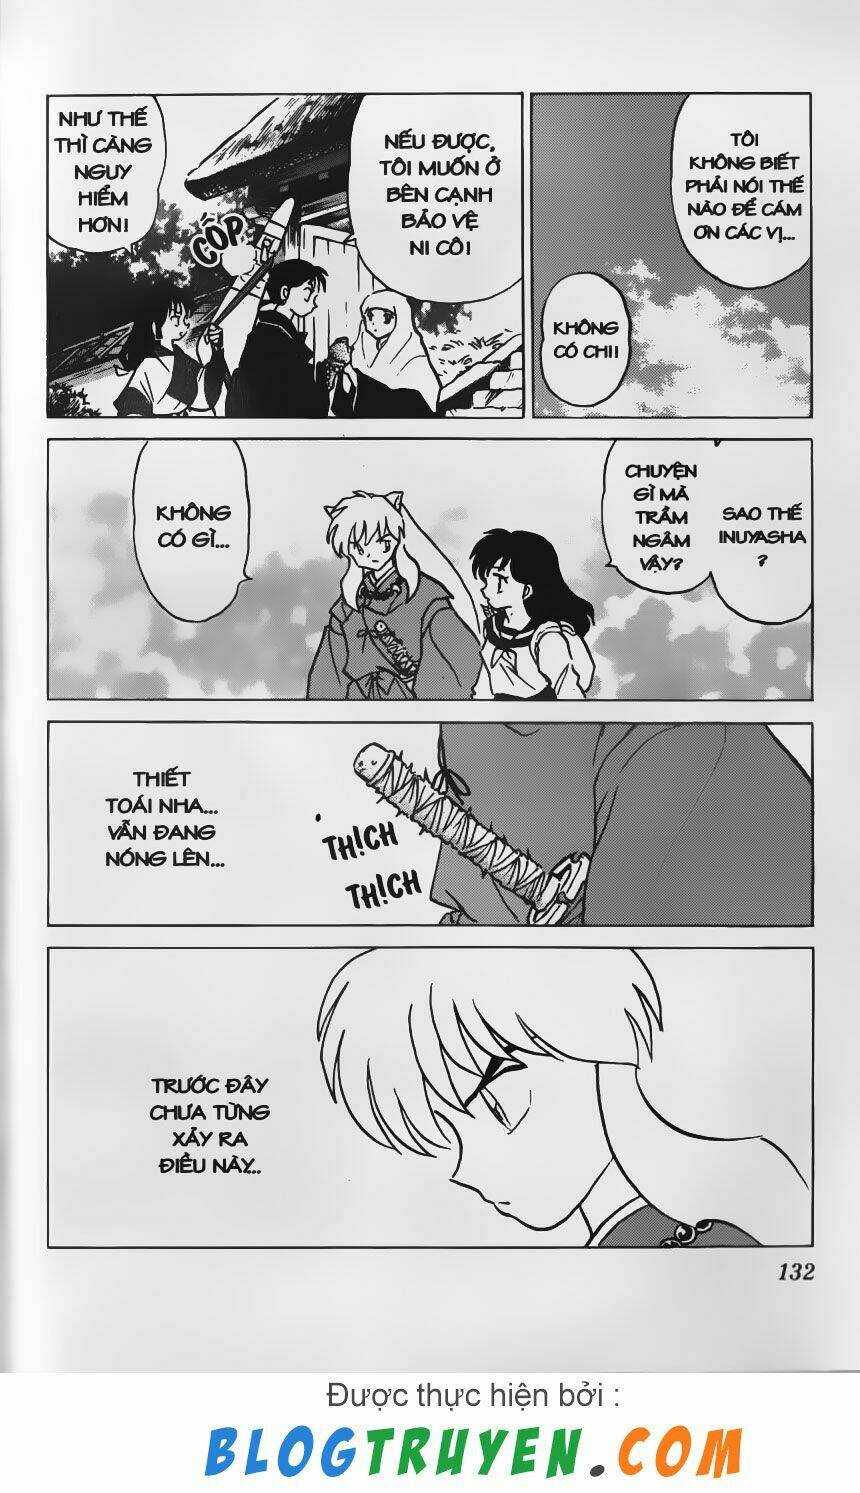 TÔI
KHÔNG BIẾT
PHẢI NÓI THẾ
NÀO ĐỂ CÁM
ƠN CÁC VỊ...
KHÔNG
CÓ CHI!
NẾU ĐƯỢC,
TÔI MUỐN Ở
BÊN CẠNH
BẢO VỆ
NI CÔ!
CỐP
NHƯ THẾ
THÌ CÀNG
NGUY
HIỂM
HƠN!
SAO THẾ
INUYASHA
?
CHUYỆN
GÌ MÀ
TRẦM
NGÂM
VẬY?
KHÔNG
CÓ GÌ...
THIẾT
TOÁI NHA...
VẪN ĐANG
NÓNG LÊN...
THỊCH
THỊCH
TRƯỚC ĐÂY
CHƯA TỪNG
XẢY RA
ĐIỀU NÀY...
132
Được thực hiện bởi :
BLOGTRUYEN.COM